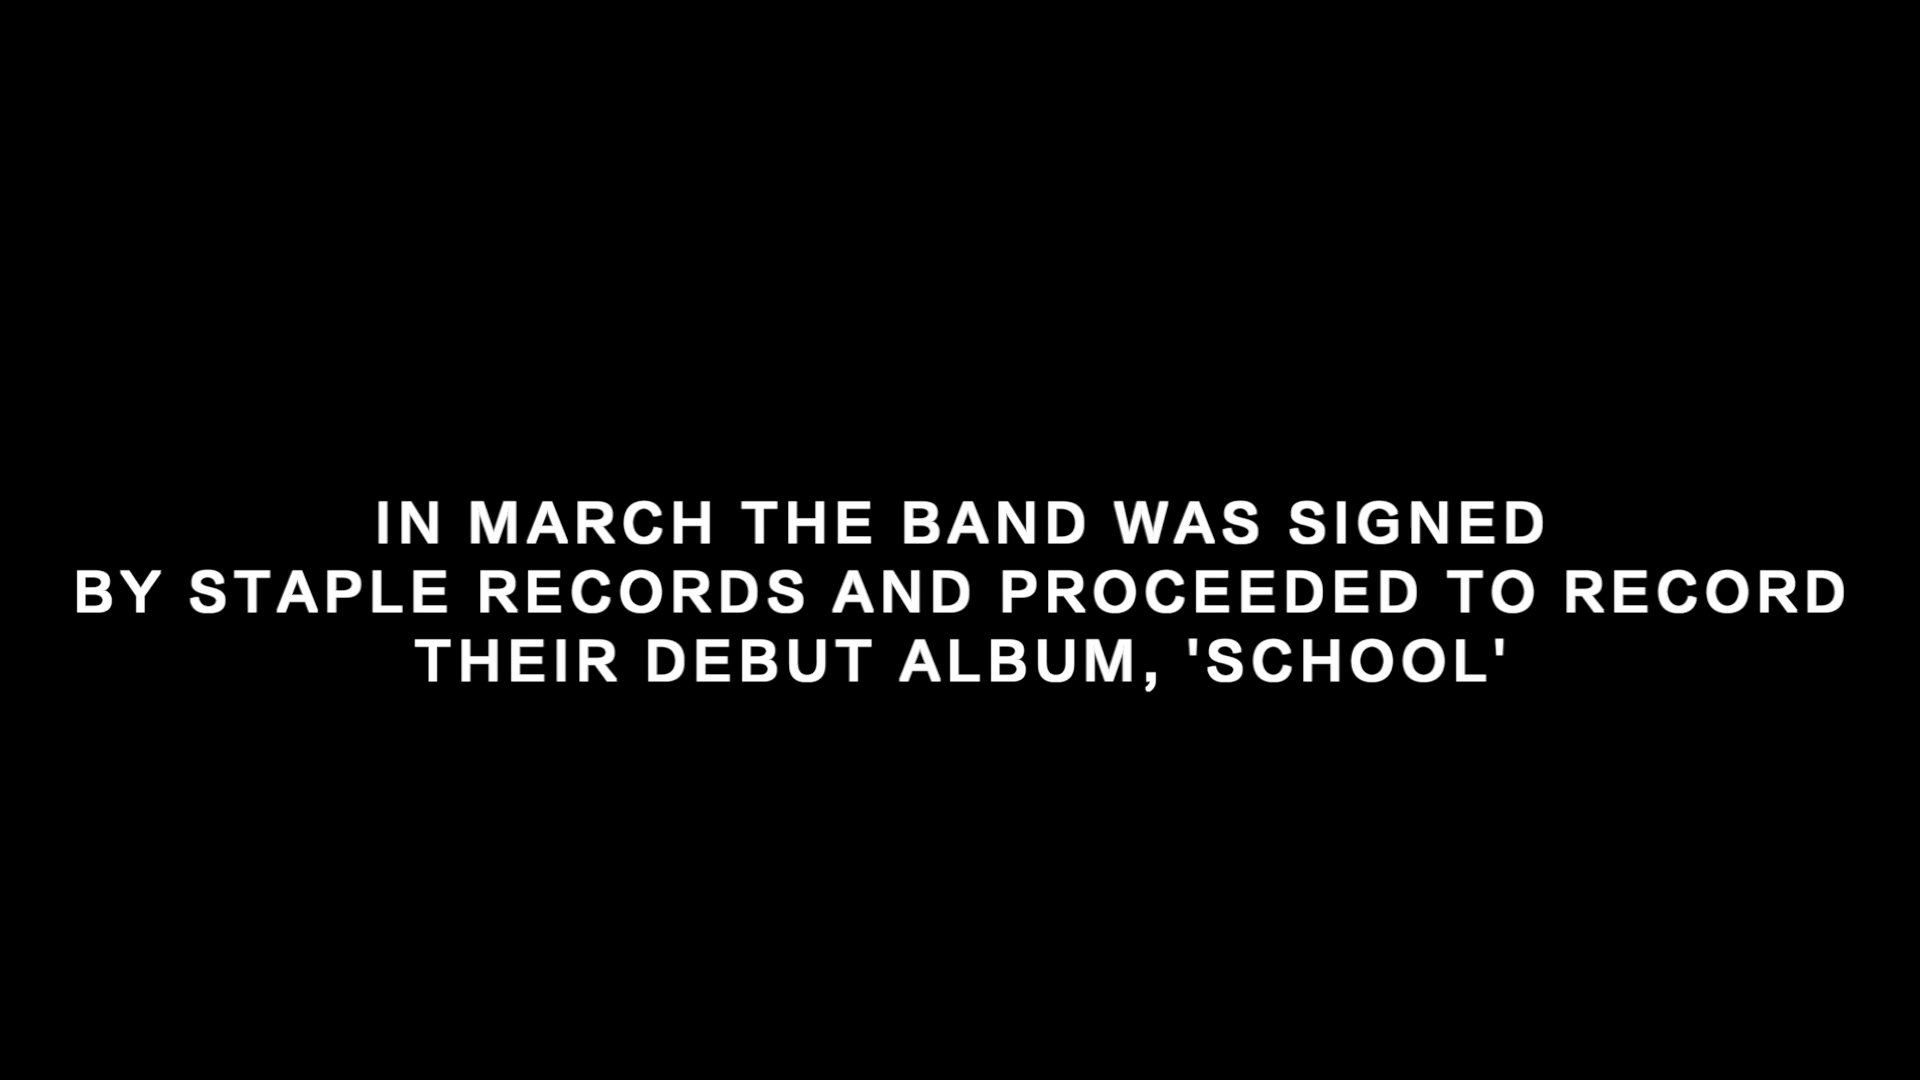 IN MARCH THE BAND WAS SIGNED
BY STAPLE RECORDS AND PROCEEDED TO RECORD
THEIR DEBUT ALBUM, 'SCHOOL'